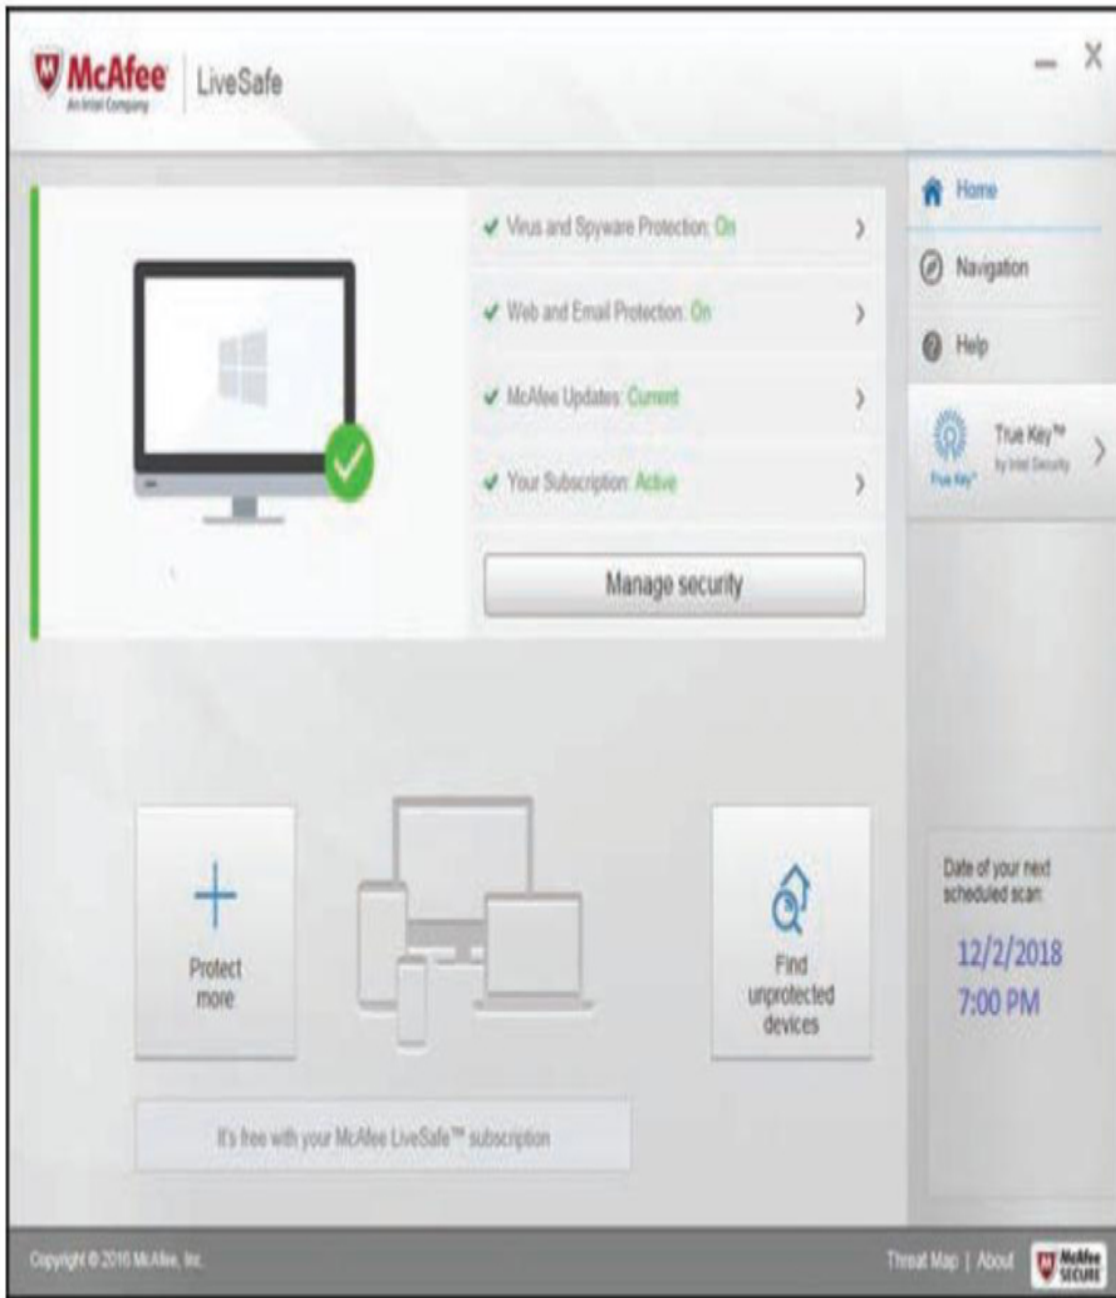 McAfee
An Intel Company
LiveSafe
Virus and Spyware Protection: On
Web and Email Protection: On
McAfee Updates: Current
Your Subscription: Active
Manage security
Home
Navigation
Help
True Key™
True Key™
by Intel Security
Protect
more
Find
unprotected
devices
It's free with your McAfee LiveSafe™ subscription
Date of your next
scheduled scan:
12/2/2018
7:00 PM
Copyright © 2016 McAfee, Inc.
Threat Map | About
McAfee
SECURE